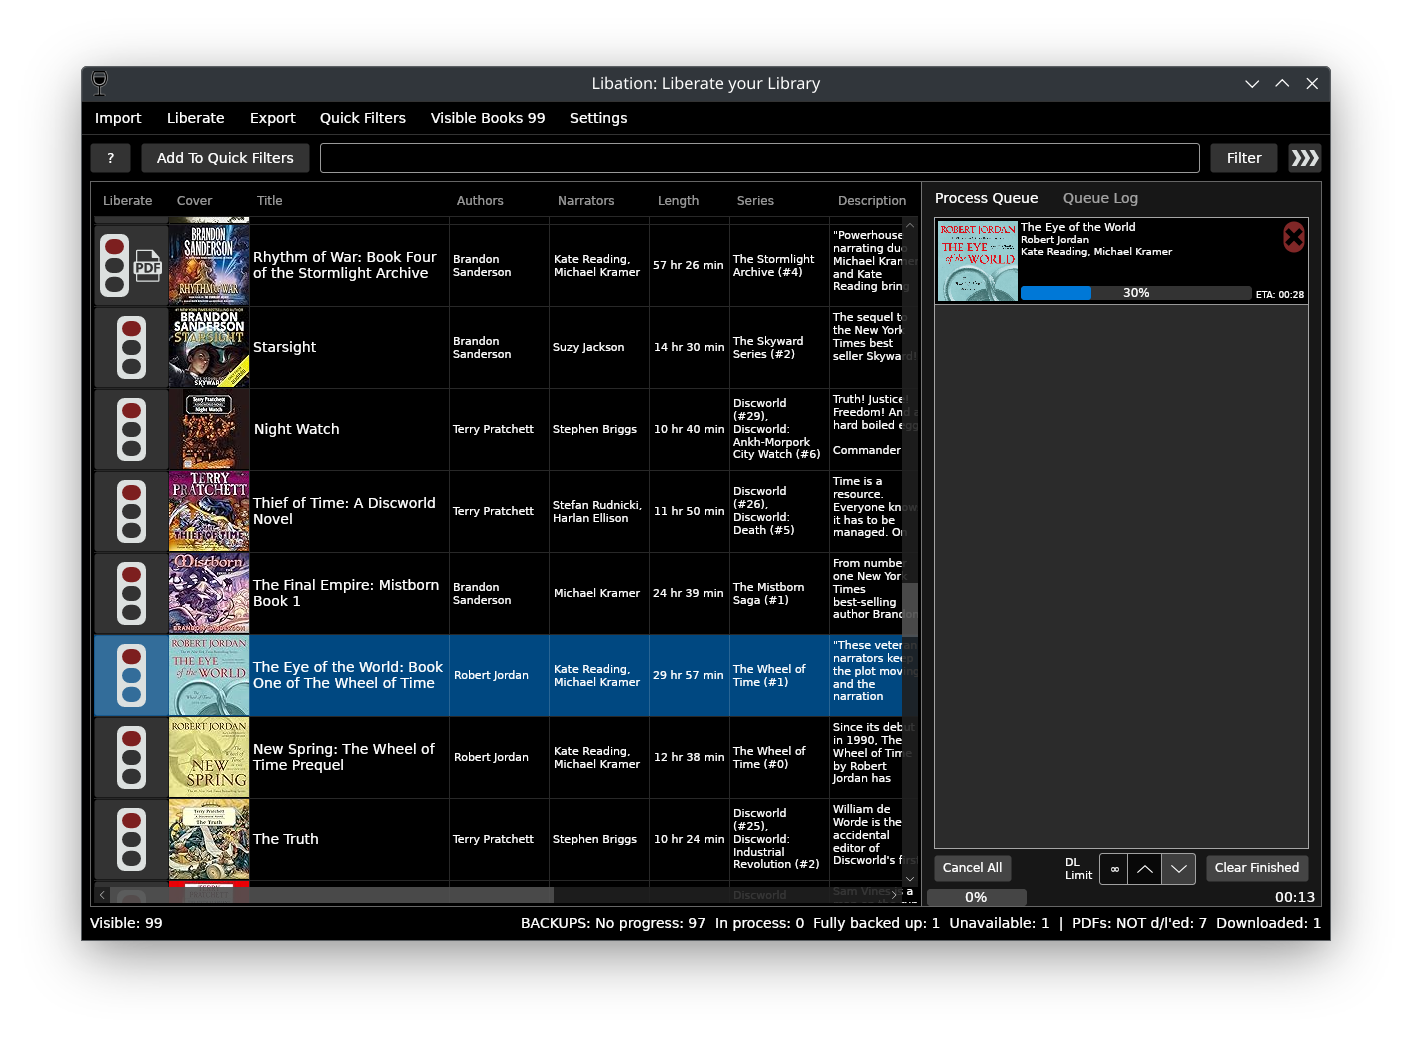 Libation: Liberate your Library
Import Liberate Export Quick Filters Visible Books 99 Settings
? Add To Quick Filters Filter
Liberate Cover Title Authors Narrators Length Series Description
PDF
BRANDON
SANDERSON
RHYTHM OF WAR
Rhythm of War: Book Four
of the Stormlight Archive
Brandon
Sanderson
Kate Reading,
Michael Kramer
57 hr 26 min
The Stormlight
Archive (#4)
"Powerhouse
narrating duo
Michael Kramer
and Kate
Reading bring
BRANDON
SANDERSON
STARSIGHT
Starsight
Brandon
Sanderson
Suzy Jackson
14 hr 30 min
The Skyward
Series (#2)
The sequel to
the New York
Times best
seller Skyward!
Terry Pratchett
Night Watch
Night Watch
Terry Pratchett
Stephen Briggs
10 hr 40 min
Discworld
(#29),
Discworld:
Ankh-Morpork
City Watch (#6)
Truth! Justice!
Freedom! And a
hard boiled egg
Commander
TERRY
PRATCHETT
THIEF OF TIME
Thief of Time: A Discworld
Novel
Terry Pratchett
Stefan Rudnicki,
Harlan Ellison
11 hr 50 min
Discworld
(#26),
Discworld:
Death (#5)
Time is a
resource.
Everyone know
it has to be
managed. On
Mistborn
BRANDON SANDERSON
The Final Empire: Mistborn
Book 1
Brandon
Sanderson
Michael Kramer
24 hr 39 min
The Mistborn
Saga (#1)
From number
one New York
Times
best-selling
author Brandon
ROBERT JORDAN
THE EYE
of the WORLD
The Eye of the World: Book
One of The Wheel of Time
Robert Jordan
Kate Reading,
Michael Kramer
29 hr 57 min
The Wheel of
Time (#1)
"These veteran
narrators keep
the plot moving
and the
narration
ROBERT JORDAN
NEW
SPRING
New Spring: The Wheel of
Time Prequel
Robert Jordan
Kate Reading,
Michael Kramer
12 hr 38 min
The Wheel of
Time (#0)
Since its debut
in 1990, The
Wheel of Time
by Robert
Jordan has
Terry Pratchett
The Truth
The Truth
Terry Pratchett
Stephen Briggs
10 hr 24 min
Discworld
(#25),
Discworld:
Industrial
Revolution (#2)
William de
Worde is the
accidental
editor of
Discworld's first
Discworld
Sam Vimes is a
Process Queue Queue Log
ROBERT JORDAN
THE EYE
of the WORLD
The Eye of the World
Robert Jordan
Kate Reading, Michael Kramer
30% ETA: 00:28
Cancel All DL Limit ∞ Clear Finished
0% 00:13
Visible: 99 BACKUPS: No progress: 97 In process: 0 Fully backed up: 1 Unavailable: 1 | PDFs: NOT d/l'ed: 7 Downloaded: 1